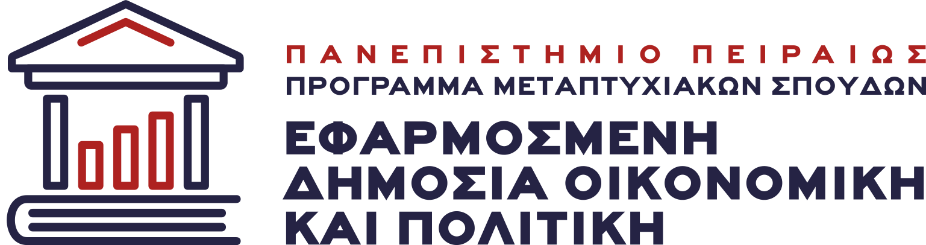 ΠΑΝΕΠΙΣΤΗΜΙΟ ΠΕΙΡΑΙΩΣ
ΠΡΟΓΡΑΜΜΑ ΜΕΤΑΠΤΥΧΙΑΚΩΝ ΣΠΟΥΔΩΝ
ΕΦΑΡΜΟΣΜΕΝΗ
ΔΗΜΟΣΙΑ ΟΙΚΟΝΟΜΙΚΗ
ΚΑΙ ΠΟΛΙΤΙΚΗ